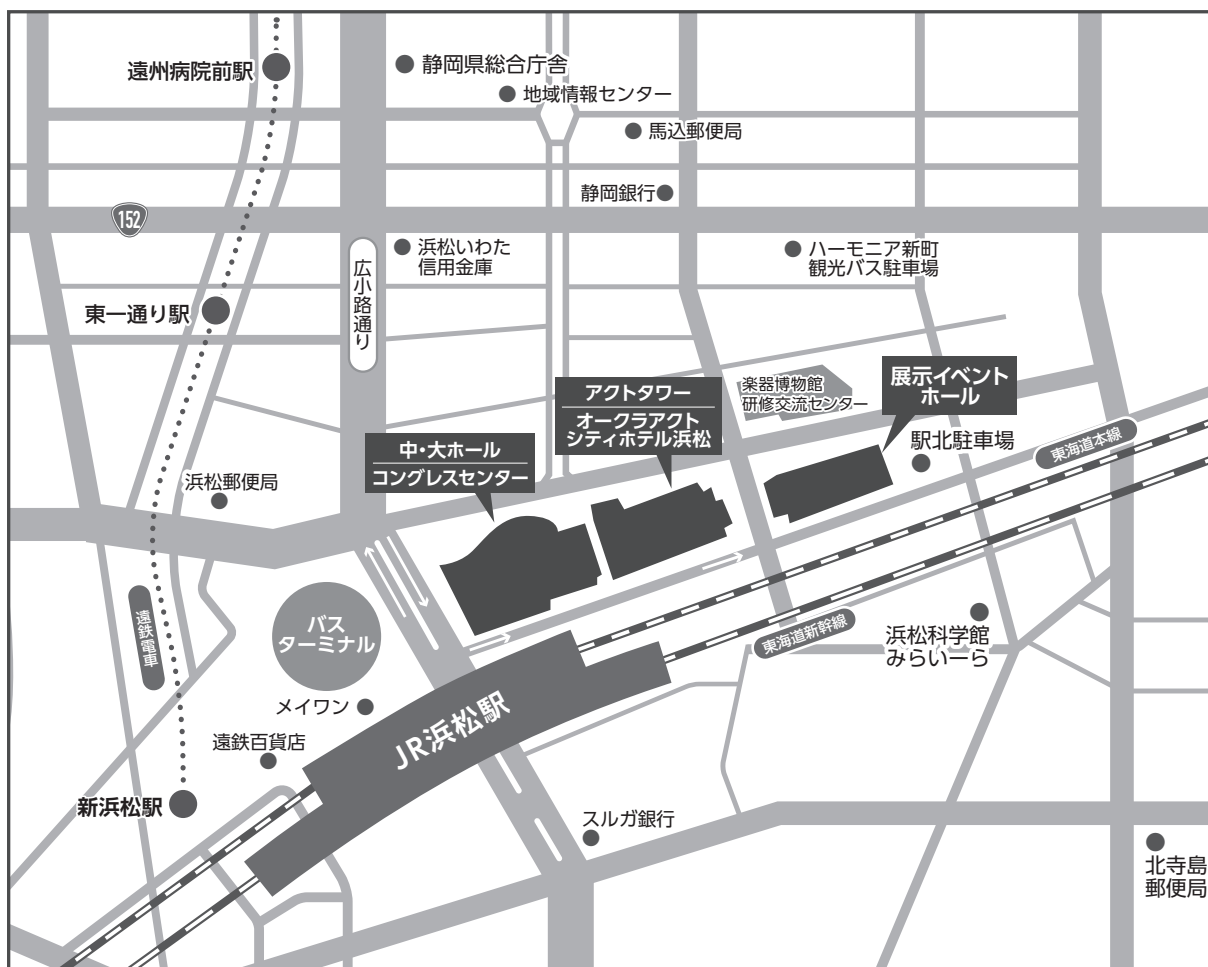 遠州病院前駅
静岡県総合庁舎
地域情報センター
馬込郵便局
静岡銀行
152
浜松いわた
信用金庫
ハーモニア新町
観光バス駐車場
広小路通り
東一通り駅
アクトタワー
オークラアクト
シティホテル浜松
楽器博物館
研修交流センター
展示イベント
ホール
中・大ホール
コングレスセンター
駅北駐車場
東海道本線
浜松郵便局
遠鉄電車
バス
ターミナル
東海道新幹線
浜松科学館
みらいーら
メイワン
JR浜松駅
遠鉄百貨店
新浜松駅
スルガ銀行
北寺島
郵便局